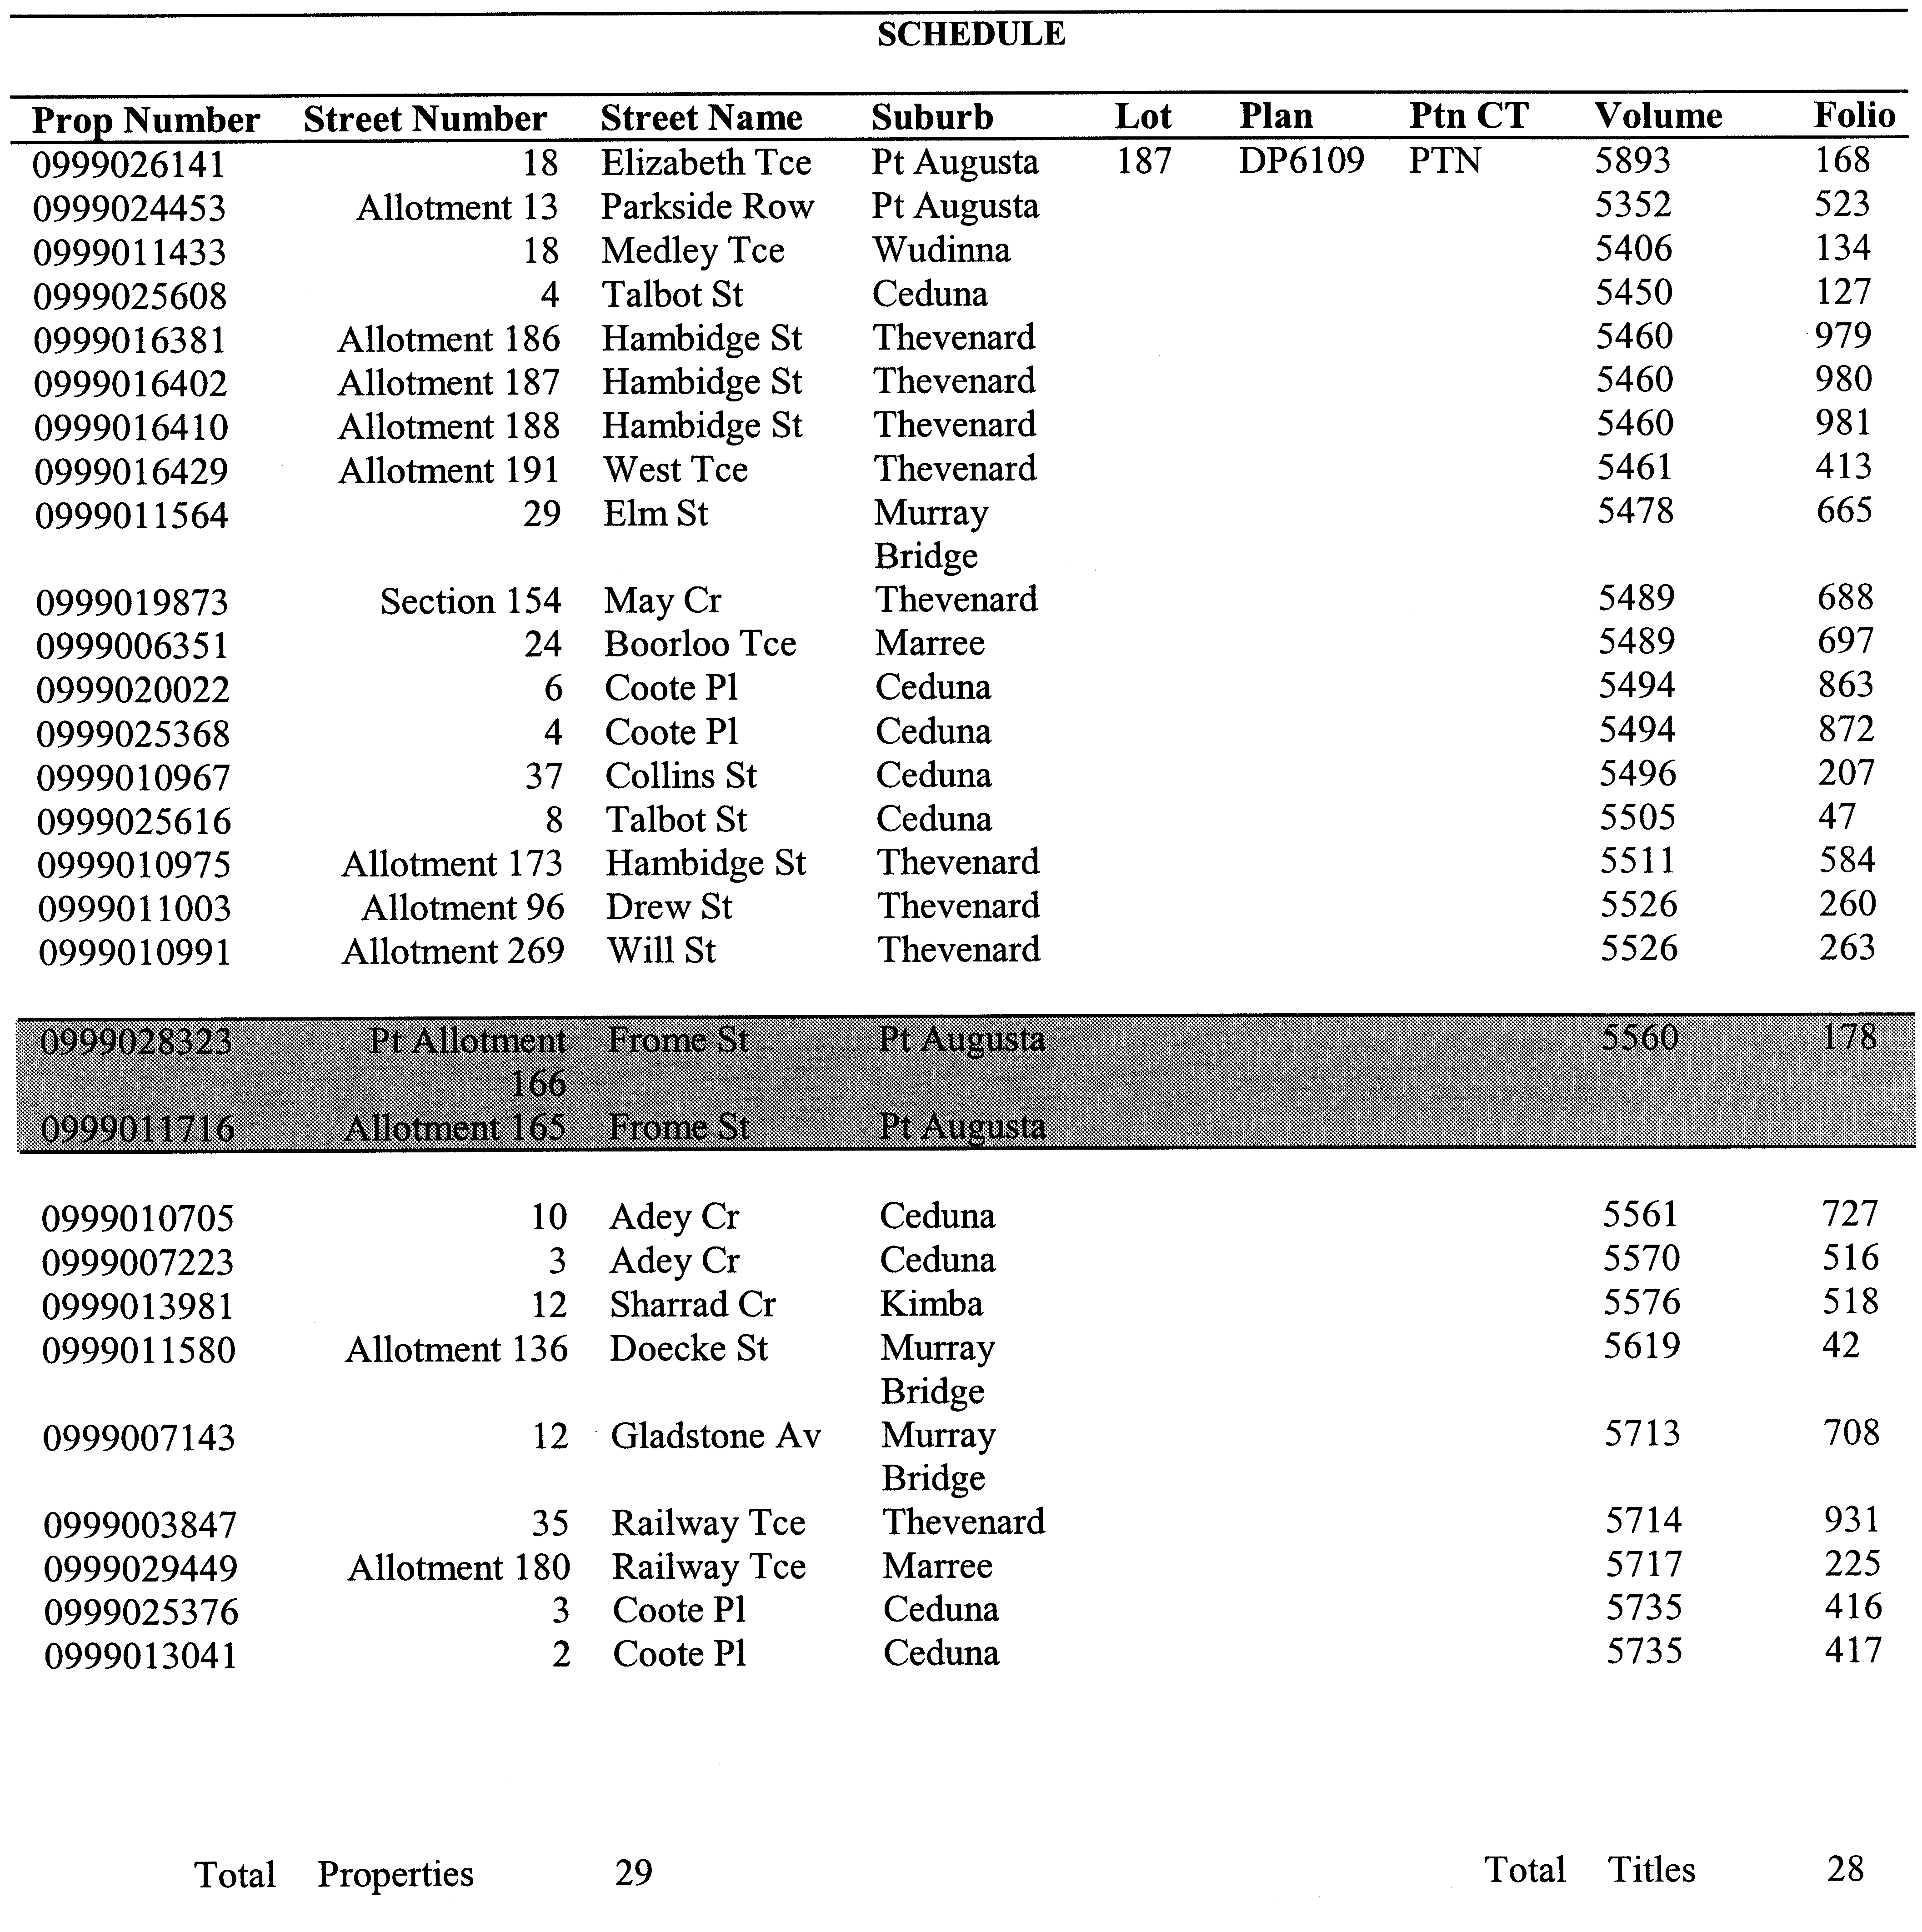 SCHEDULE
Prop Number Street Number Street Name Suburb Lot Plan Ptn CT Volume Folio
0999026141 18 Elizabeth Tce Pt Augusta 187 DP6109 PTN 5893 168
0999024453 Allotment 13 Parkside Row Pt Augusta 5352 523
0999011433 18 Medley Tce Wudinna 5406 134
0999025608 4 Talbot St Ceduna 5450 127
0999016381 Allotment 186 Hambidge St Thevenard 5460 979
0999016402 Allotment 187 Hambidge St Thevenard 5460 980
0999016410 Allotment 188 Hambidge St Thevenard 5460 981
0999016429 Allotment 191 West Tce Thevenard 5461 413
0999011564 29 Elm St Murray 5478 665
Bridge
0999019873 Section 154 May Cr Thevenard 5489 688
0999006351 24 Boorloo Tce Marree 5489 697
0999020022 6 Coote Pl Ceduna 5494 863
0999025368 4 Coote Pl Ceduna 5494 872
0999010967 37 Collins St Ceduna 5496 207
0999025616 8 Talbot St Ceduna 5505 47
0999010975 Allotment 173 Hambidge St Thevenard 5511 584
0999011003 Allotment 96 Drew St Thevenard 5526 260
0999010991 Allotment 269 Will St Thevenard 5526 263
0999028323 Pt Allotment Frome St Pt Augusta 5560 178
166
0999011716 Allotment 165 Frome St Pt Augusta
0999010705 10 Adey Cr Ceduna 5561 727
0999007223 3 Adey Cr Ceduna 5570 516
0999013981 12 Sharrad Cr Kimba 5576 518
0999011580 Allotment 136 Doecke St Murray 5619 42
Bridge
0999007143 12 Gladstone Av Murray 5713 708
Bridge
0999003847 35 Railway Tce Thevenard 5714 931
0999029449 Allotment 180 Railway Tce Marree 5717 225
0999025376 3 Coote Pl Ceduna 5735 416
0999013041 2 Coote Pl Ceduna 5735 417
Total Properties 29 Total Titles 28